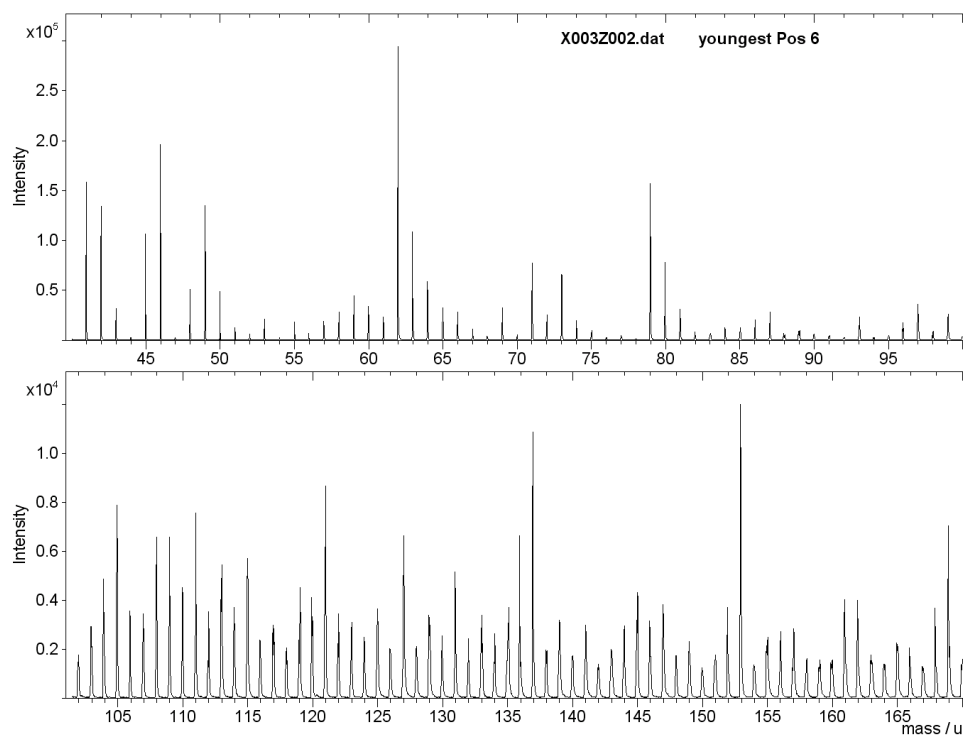 x10⁵
X003Z002.dat youngest Pos 6
2.5
2.0
1.5
1.0
0.5
Intensity
45 50 55 60 65 70 75 80 85 90 95
x10⁴
1.0
0.8
0.6
0.4
0.2
Intensity
105 110 115 120 125 130 135 140 145 150 155 160 165
mass / u